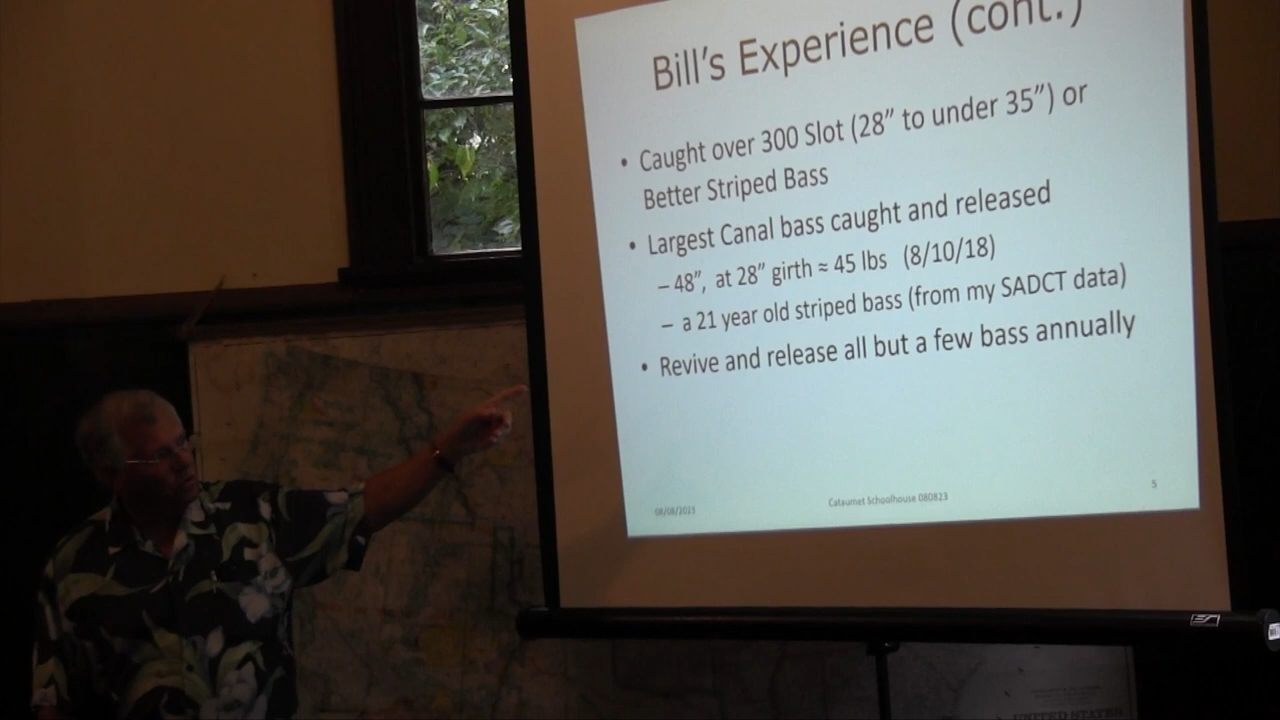 Bill's Experience (cont.)
• Caught over 300 Slot (28” to under 35”) or
Better Striped Bass
• Largest Canal bass caught and released
– 48”, at 28” girth ≈ 45 lbs (8/10/18)
– a 21 year old striped bass (from my SADCT data)
• Revive and release all but a few bass annually
08/08/2023
Cataumet Schoolhouse 080823
5
UNITED STATES